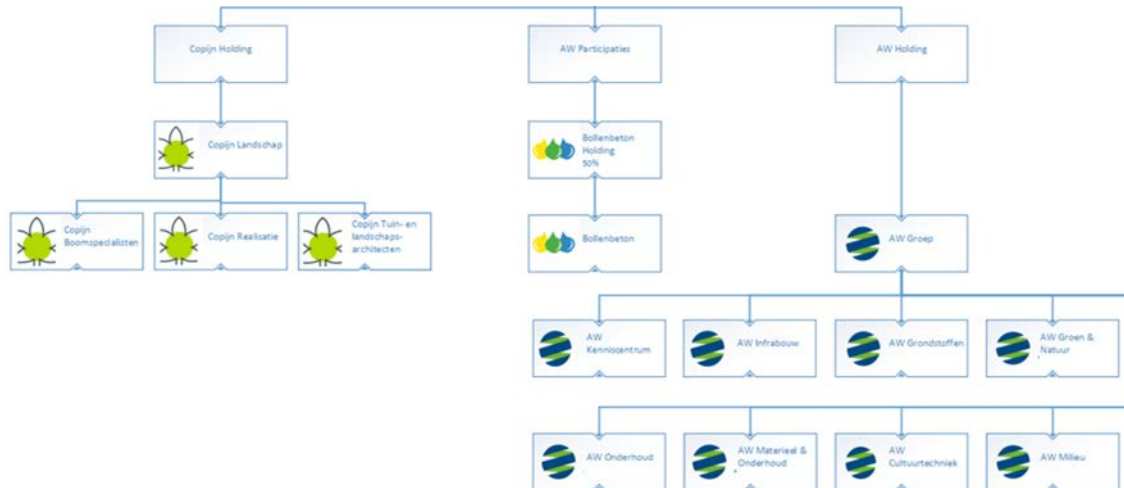 Copijn Holding
AW Participaties
AW Holding
Copijn Landschap
Bollenbeton
Holding
50%
Copijn
Boomspecialisten
Copijn Realisatie
Copijn Tuin- en
landschaps-
architecten
Bollenbeton
AW Groep
AW
Kenniscentrum
AW Infrabouw
AW Grondstoffen
AW Groen &
Natuur
AW Onderhoud
AW Materieel &
Onderhoud
AW
Cultuurtechniek
AW Milieu